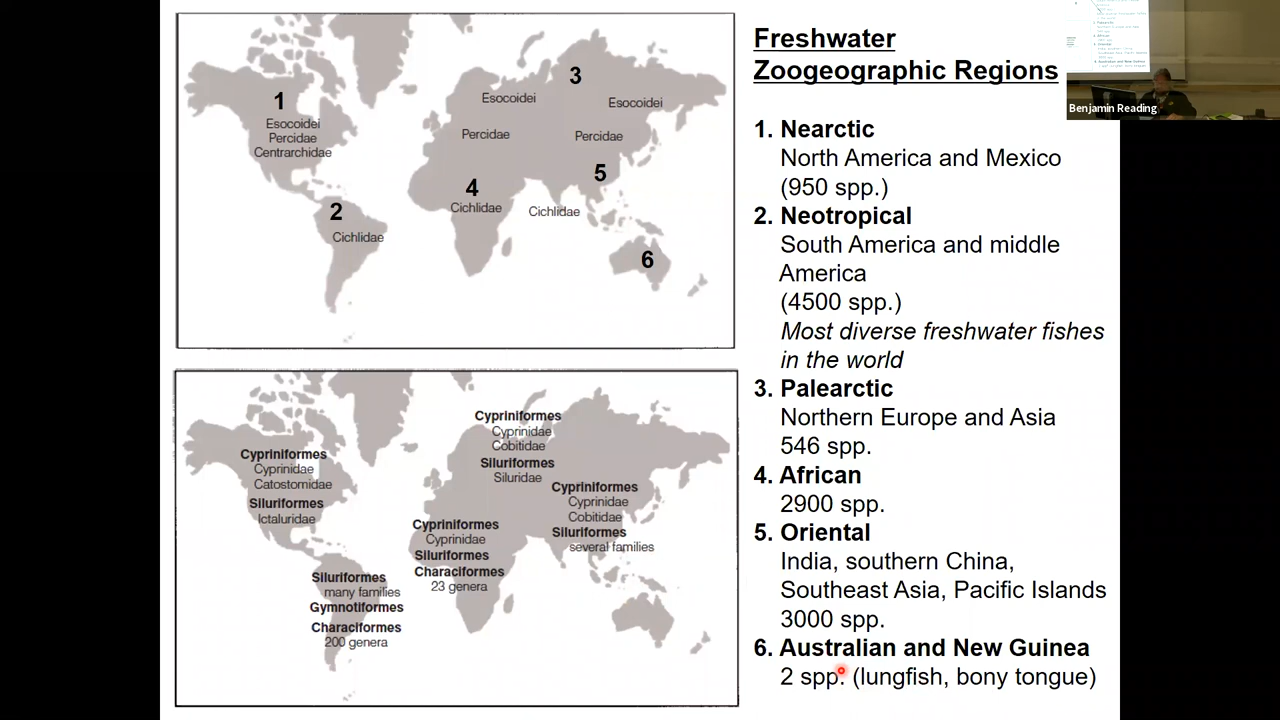 Freshwater
Zoogeographic Regions
1. Nearctic
North America and Mexico
(950 spp.)
2. Neotropical
South America and middle
America
(4500 spp.)
Most diverse freshwater fishes
in the world
3. Palearctic
Northern Europe and Asia
546 spp.
4. African
2900 spp.
5. Oriental
India, southern China,
Southeast Asia, Pacific Islands
3000 spp.
6. Australian and New Guinea
2 spp. (lungfish, bony tongue)
1
Esocoidei
Percidae
Centrarchidae
2
Cichlidae
3
Esocoidei
Esocoidei
Percidae
Percidae
4
Cichlidae
5
Cichlidae
6
Cypriniformes
Cyprinidae
Catostomidae
Siluriformes
Ictaluridae
Siluriformes
many families
Gymnotiformes
Characiformes
200 genera
Cypriniformes
Cyprinidae
Cobitidae
Siluriformes
Siluridae
Cypriniformes
Cyprinidae
Siluriformes
Characiformes
23 genera
Cypriniformes
Cyprinidae
Cobitidae
Siluriformes
several families
Benjamin Reading